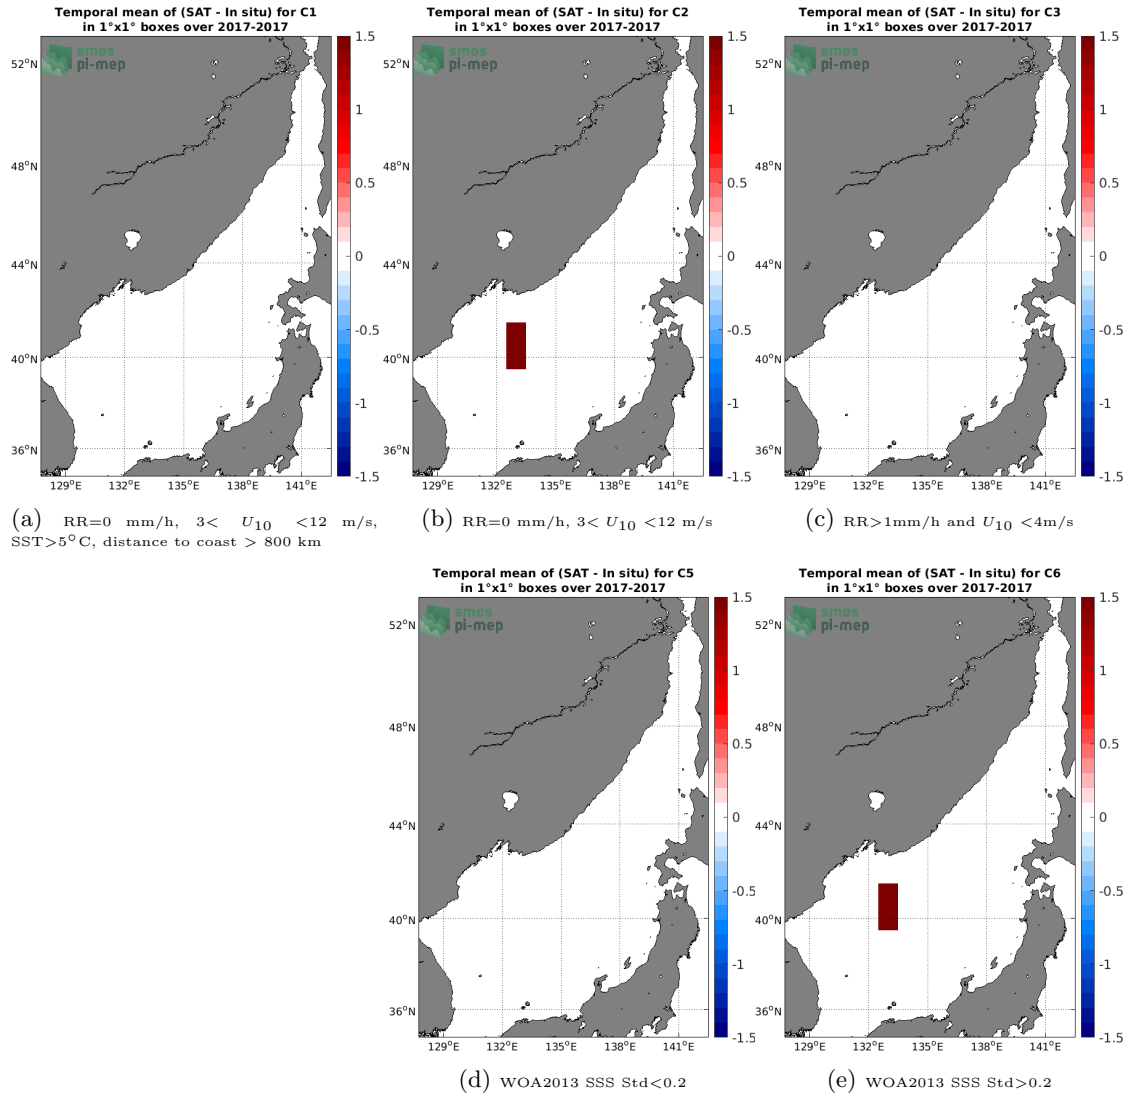 Temporal mean of (SAT - In situ) for C1
in 1°x1° boxes over 2017-2017
smos
pi-mep
52°N
48°N
44°N
40°N
36°N
129°E 132°E 135°E 138°E 141°E
1.5
1
0.5
0
-0.5
-1
-1.5
(a) RR=0 mm/h, 3< U10 <12 m/s,
SST>5°C, distance to coast > 800 km
Temporal mean of (SAT - In situ) for C2
in 1°x1° boxes over 2017-2017
smos
pi-mep
52°N
48°N
44°N
40°N
36°N
129°E 132°E 135°E 138°E 141°E
1.5
1
0.5
0
-0.5
-1
-1.5
(b) RR=0 mm/h, 3< U10 <12 m/s
Temporal mean of (SAT - In situ) for C3
in 1°x1° boxes over 2017-2017
smos
pi-mep
52°N
48°N
44°N
40°N
36°N
129°E 132°E 135°E 138°E 141°E
1.5
1
0.5
0
-0.5
-1
-1.5
(c) RR>1mm/h and U10 <4m/s
Temporal mean of (SAT - In situ) for C5
in 1°x1° boxes over 2017-2017
smos
pi-mep
52°N
48°N
44°N
40°N
36°N
129°E 132°E 135°E 138°E 141°E
1.5
1
0.5
0
-0.5
-1
-1.5
(d) WOA2013 SSS Std<0.2
Temporal mean of (SAT - In situ) for C6
in 1°x1° boxes over 2017-2017
smos
pi-mep
52°N
48°N
44°N
40°N
36°N
129°E 132°E 135°E 138°E 141°E
1.5
1
0.5
0
-0.5
-1
-1.5
(e) WOA2013 SSS Std>0.2